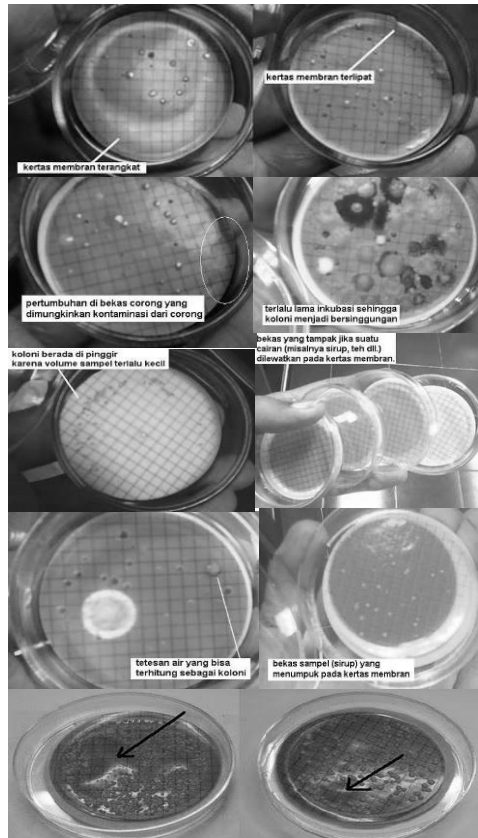 kertas membran terlipat
kertas membran terangkat
pertumbuhan di bekas corong yang
dimungkinkan kontaminasi dari corong
terlalu lama inkubasi sehingga
koloni menjadi bersinggungan
koloni berada di pinggir
karena volume sampel terlalu kecil
bekas yang tampak jika suatu
cairan (misalnya sirup, teh dll.)
dilewatkan pada kertas membran.
tetesan air yang bisa
terhitung sebagai koloni
bekas sampel (sirup) yang
menumpuk pada kertas membran